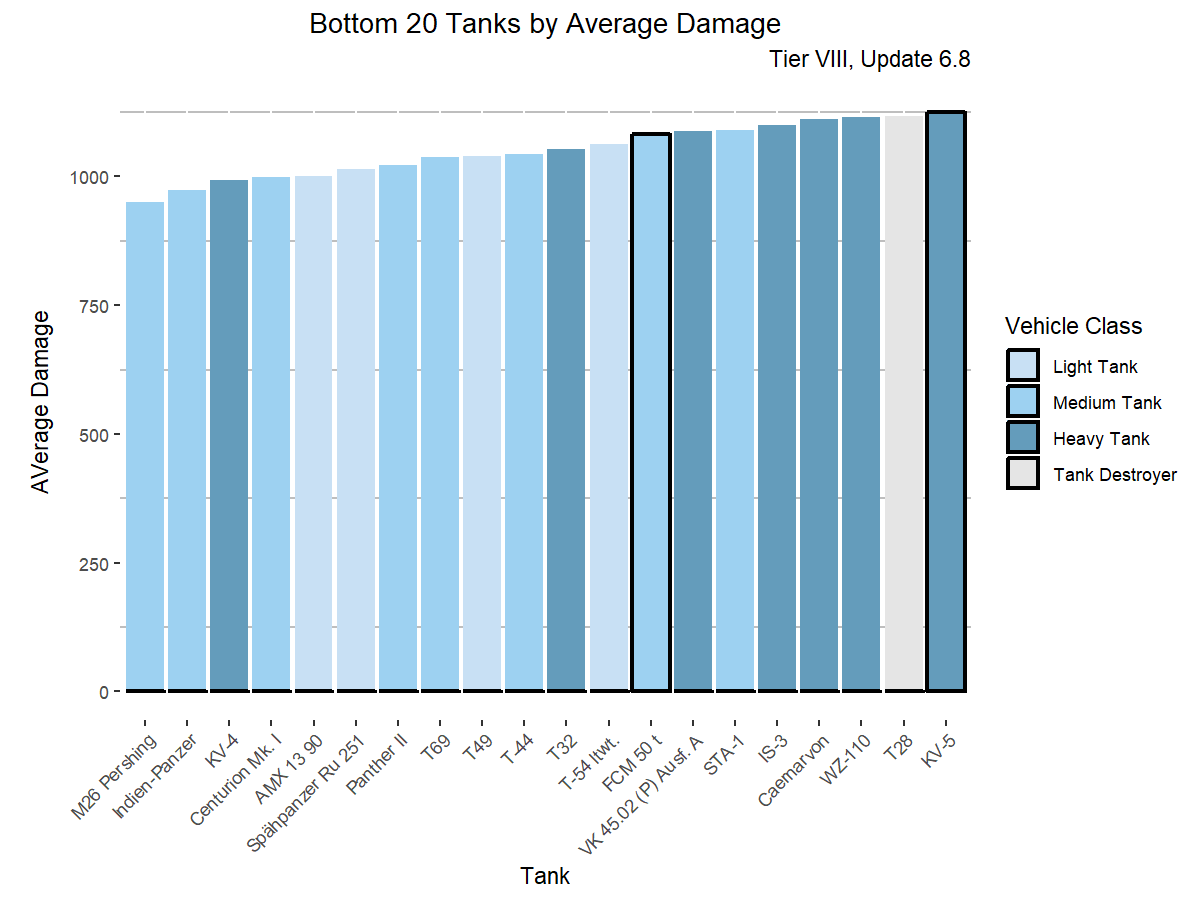 Bottom 20 Tanks by Average Damage
Tier VIII, Update 6.8
AVerage Damage
1000
750
500
250
0
M26 Pershing
Indien-Panzer
KV-4
Centurion Mk. I
AMX 13 90
Spähpanzer Ru 251
Panther II
T69
T49
T-44
T32
T-54 ltwt.
FCM 50 t
VK 45.02 (P) Ausf. A
STA-1
IS-3
Caernarvon
WZ-110
T28
KV-5
Tank
Vehicle Class
Light Tank
Medium Tank
Heavy Tank
Tank Destroyer